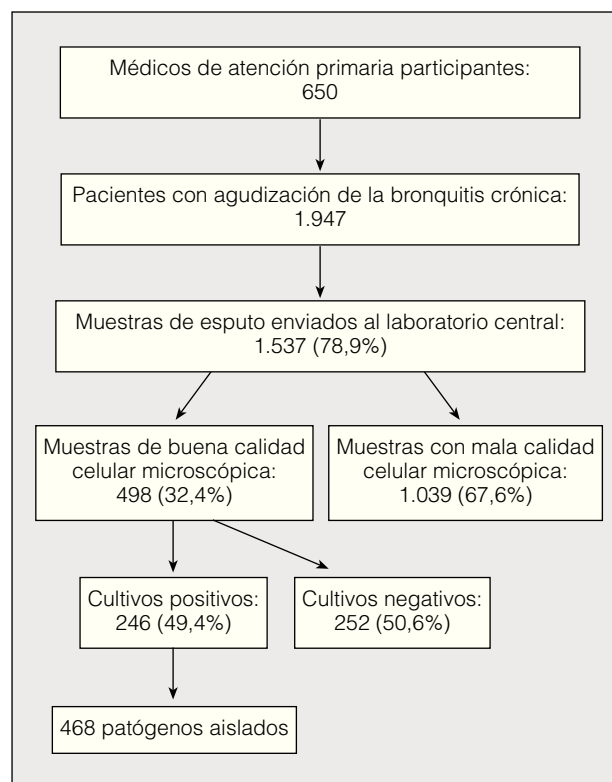 Médicos de atención primaria participantes:
650
Pacientes con agudización de la bronquitis crónica:
1.947
Muestras de esputo enviados al laboratorio central:
1.537 (78,9%)
Muestras de buena calidad
celular microscópica:
498 (32,4%)
Muestras con mala calidad
celular microscópica:
1.039 (67,6%)
Cultivos positivos:
246 (49,4%)
Cultivos negativos:
252 (50,6%)
468 patógenos aislados